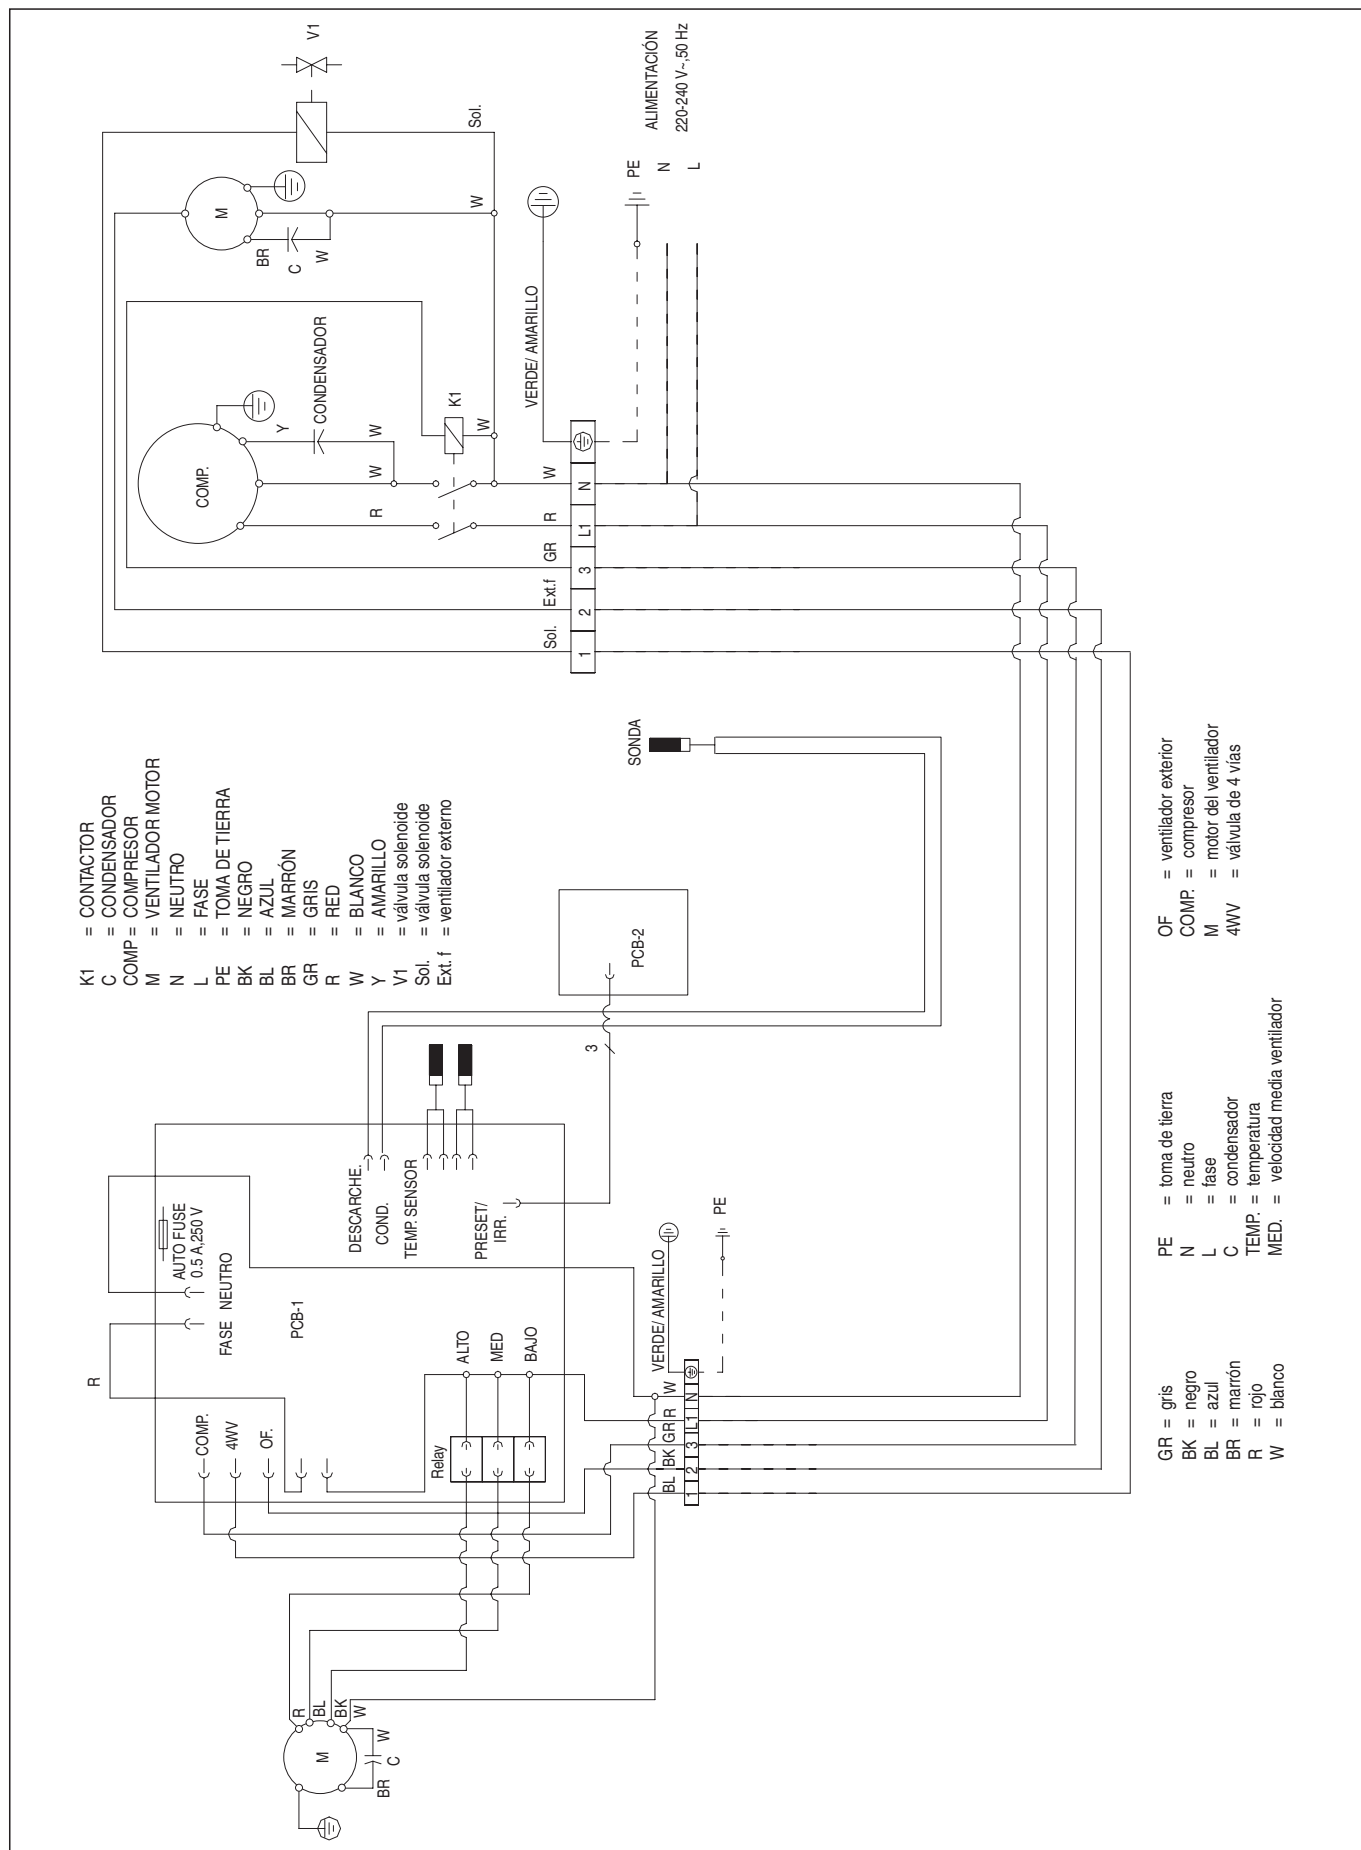 V1
Sol.
M
BR
C
W
W
ALIMENTACIÓN
220-240 V~,50 Hz
PE
N
L
COMP.
Y
CONDENSADOR
W
W
R
K1
W
VERDE/ AMARILLO
Sol.
Ext.f
GR
R
W
1
2
3
L1
N
SONDA
K1 = CONTACTOR
C = CONDENSADOR
COMP = COMPRESOR
M = VENTILADOR MOTOR
N = NEUTRO
L = FASE
PE = TOMA DE TIERRA
BK = NEGRO
BL = AZUL
BR = MARRÓN
GR = GRIS
R = RED
W = BLANCO
Y = AMARILLO
V1 = válvula solenoide
Sol. = válvula solenoide
Ext. f = ventilador externo
PCB-2
3
AUTO FUSE
0.5 A,250 V
FASE
NEUTRO
PCB-1
DESCARCHE.
COND.
TEMP. SENSOR
PRESET/
IRR.
R
COMP.
4WV
OF.
ALTO
MED
BAJO
Relay
VERDE/ AMARILLO
PE
BL
BK
GR
R
W
1
2
3
L1
N
R
BL
BK
W
M
W
C
BR
GR = gris
BK = negro
BL = azul
BR = marrón
R = rojo
W = blanco
PE = toma de tierra
N = neutro
L = fase
C = condensador
TEMP. = temperatura
MED. = velocidad media ventilador
OF = ventilador exterior
COMP. = compresor
M = motor del ventilador
4WV = válvula de 4 vías